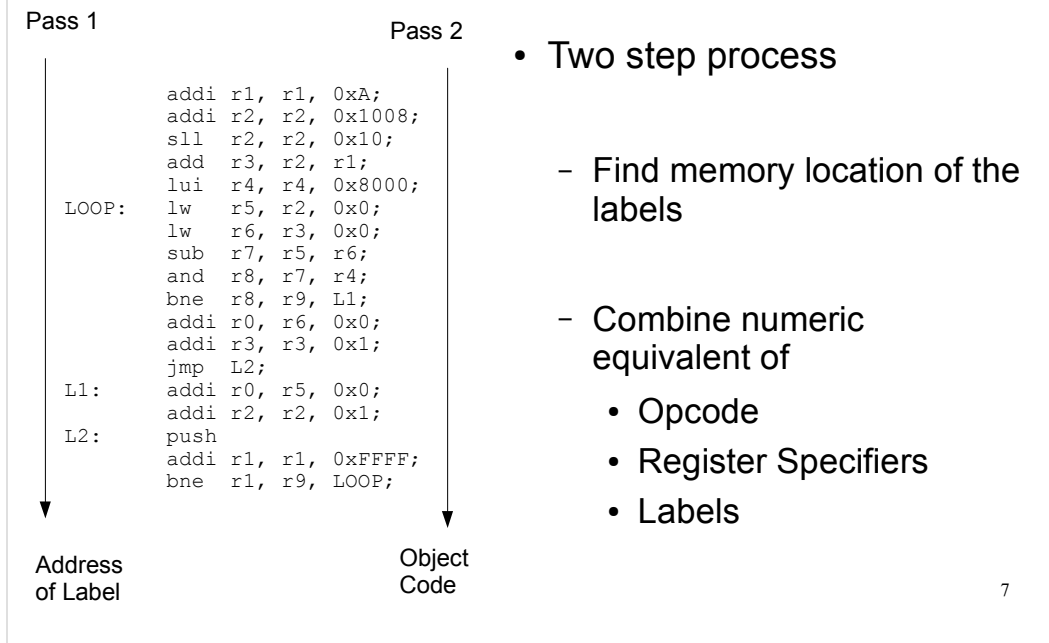 Pass 1
Pass 2
addi r1, r1, 0xA;
addi r2, r2, 0x1008;
sll r2, r2, 0x10;
add r3, r2, r1;
lui r4, r4, 0x8000;
LOOP: lw r5, r2, 0x0;
lw r6, r3, 0x0;
sub r7, r5, r6;
and r8, r7, r4;
bne r8, r9, L1;
addi r0, r6, 0x0;
addi r3, r3, 0x1;
jmp L2;
L1: addi r0, r5, 0x0;
addi r2, r2, 0x1;
L2: push
addi r1, r1, 0xFFFF;
bne r1, r9, LOOP;
Address
of Label
Object
Code
• Two step process
– Find memory location of the
labels
– Combine numeric
equivalent of
• Opcode
• Register Specifiers
• Labels
7